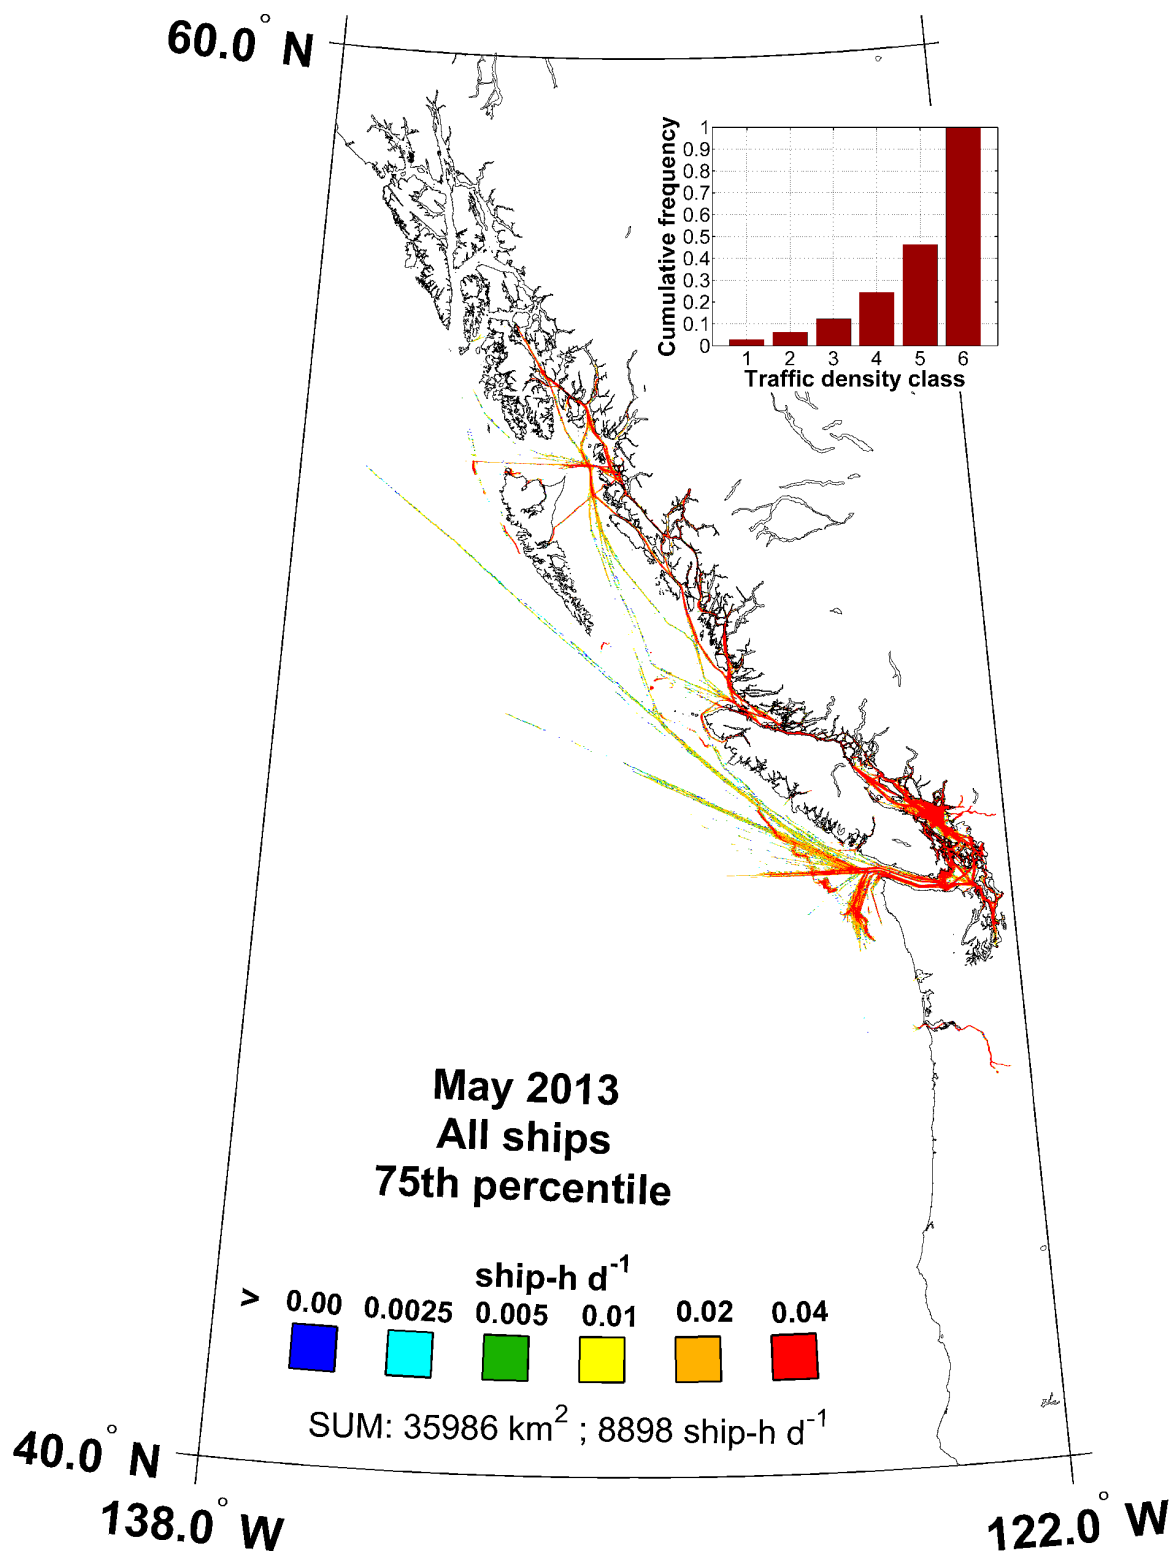 60.0° N
Cumulative frequency
1
0.9
0.8
0.7
0.6
0.5
0.4
0.3
0.2
0.1
0
1 2 3 4 5 6
Traffic density class
May 2013
All ships
75th percentile
ship-h d⁻¹
> 0.00 0.0025 0.005 0.01 0.02 0.04
SUM: 35986 km² ; 8898 ship-h d⁻¹
40.0° N
138.0° W
122.0° W